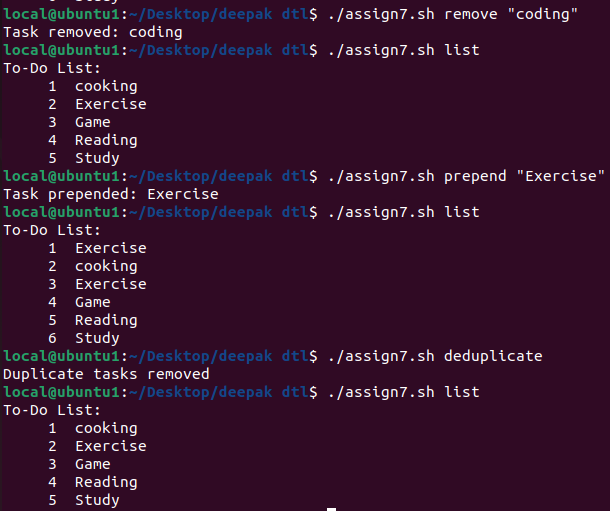 local@ubuntu1:~/Desktop/deepak dtl$ ./assign7.sh remove "coding"
Task removed: coding
local@ubuntu1:~/Desktop/deepak dtl$ ./assign7.sh list
To-Do List:
     1  cooking
     2  Exercise
     3  Game
     4  Reading
     5  Study
local@ubuntu1:~/Desktop/deepak dtl$ ./assign7.sh prepend "Exercise"
Task prepended: Exercise
local@ubuntu1:~/Desktop/deepak dtl$ ./assign7.sh list
To-Do List:
     1  Exercise
     2  cooking
     3  Exercise
     4  Game
     5  Reading
     6  Study
local@ubuntu1:~/Desktop/deepak dtl$ ./assign7.sh deduplicate
Duplicate tasks removed
local@ubuntu1:~/Desktop/deepak dtl$ ./assign7.sh list
To-Do List:
     1  cooking
     2  Exercise
     3  Game
     4  Reading
     5  Study